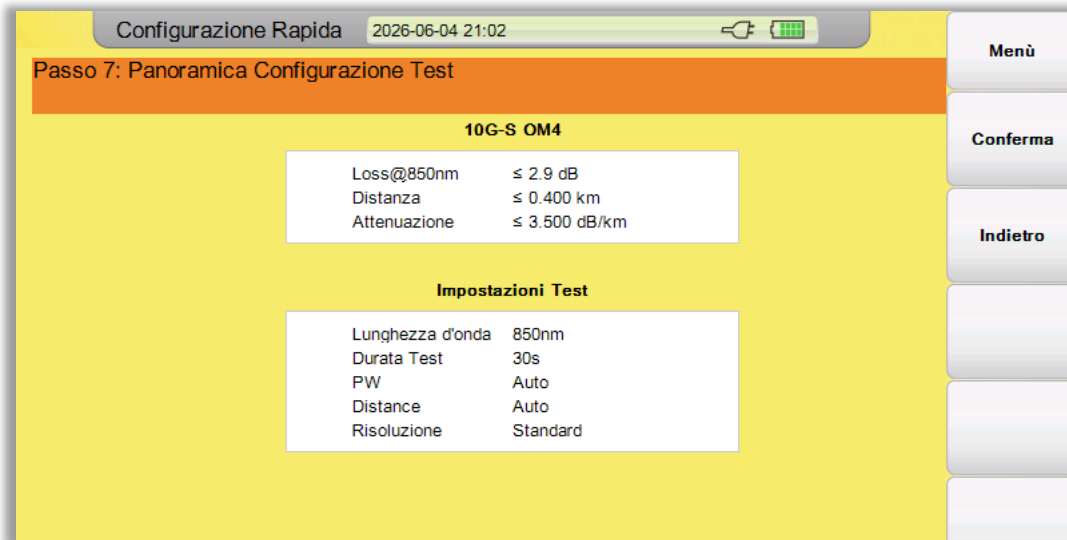 Configurazione Rapida 2026-06-04 21:02
Menù
Passo 7: Panoramica Configurazione Test
10G-S OM4
Conferma
Loss@850nm ≤ 2.9 dB
Distanza ≤ 0.400 km
Attenuazione ≤ 3.500 dB/km
Indietro
Impostazioni Test
Lunghezza d'onda 850nm
Durata Test 30s
PW Auto
Distance Auto
Risoluzione Standard